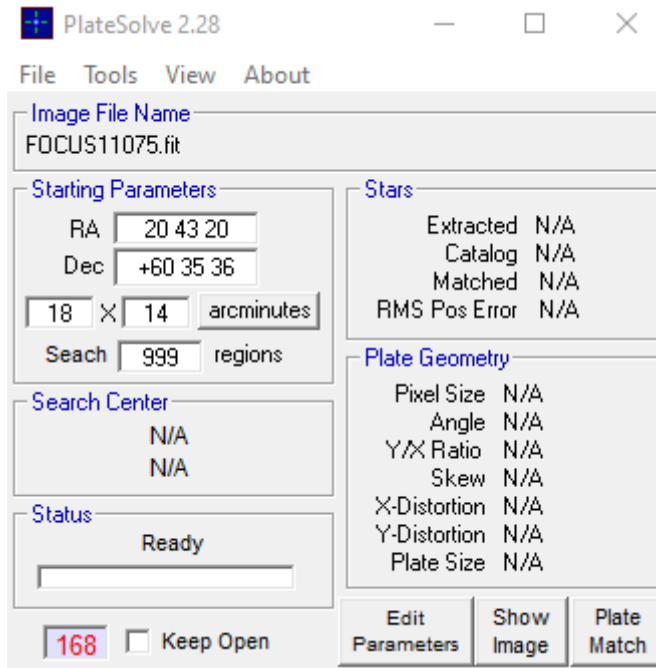 PlateSolve 2.28
File Tools View About
Image File Name
FOCUS11075.fit
Starting Parameters
RA 20 43 20
Dec +60 35 36
18 X 14 arcminutes
Seach 999 regions
Search Center
N/A
N/A
Status
Ready
168 Keep Open
Stars
Extracted N/A
Catalog N/A
Matched N/A
RMS Pos Error N/A
Plate Geometry
Pixel Size N/A
Angle N/A
Y/X Ratio N/A
Skew N/A
X-Distortion N/A
Y-Distortion N/A
Plate Size N/A
Edit Parameters
Show Image
Plate Match